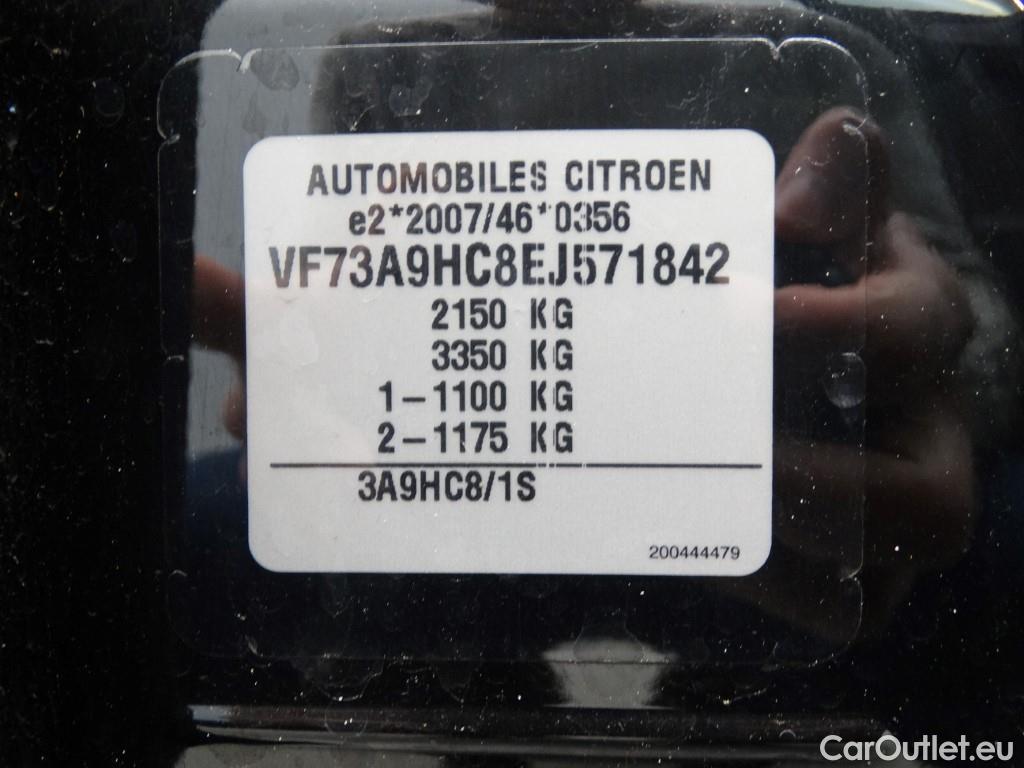 AUTOMOBILES CITROEN
e2*2007/46*0356
VF73A9HC8EJ571842
2150 KG
3350 KG
1-1100 KG
2-1175 KG
3A9HC8/1S
200444479
CarOutlet.eu